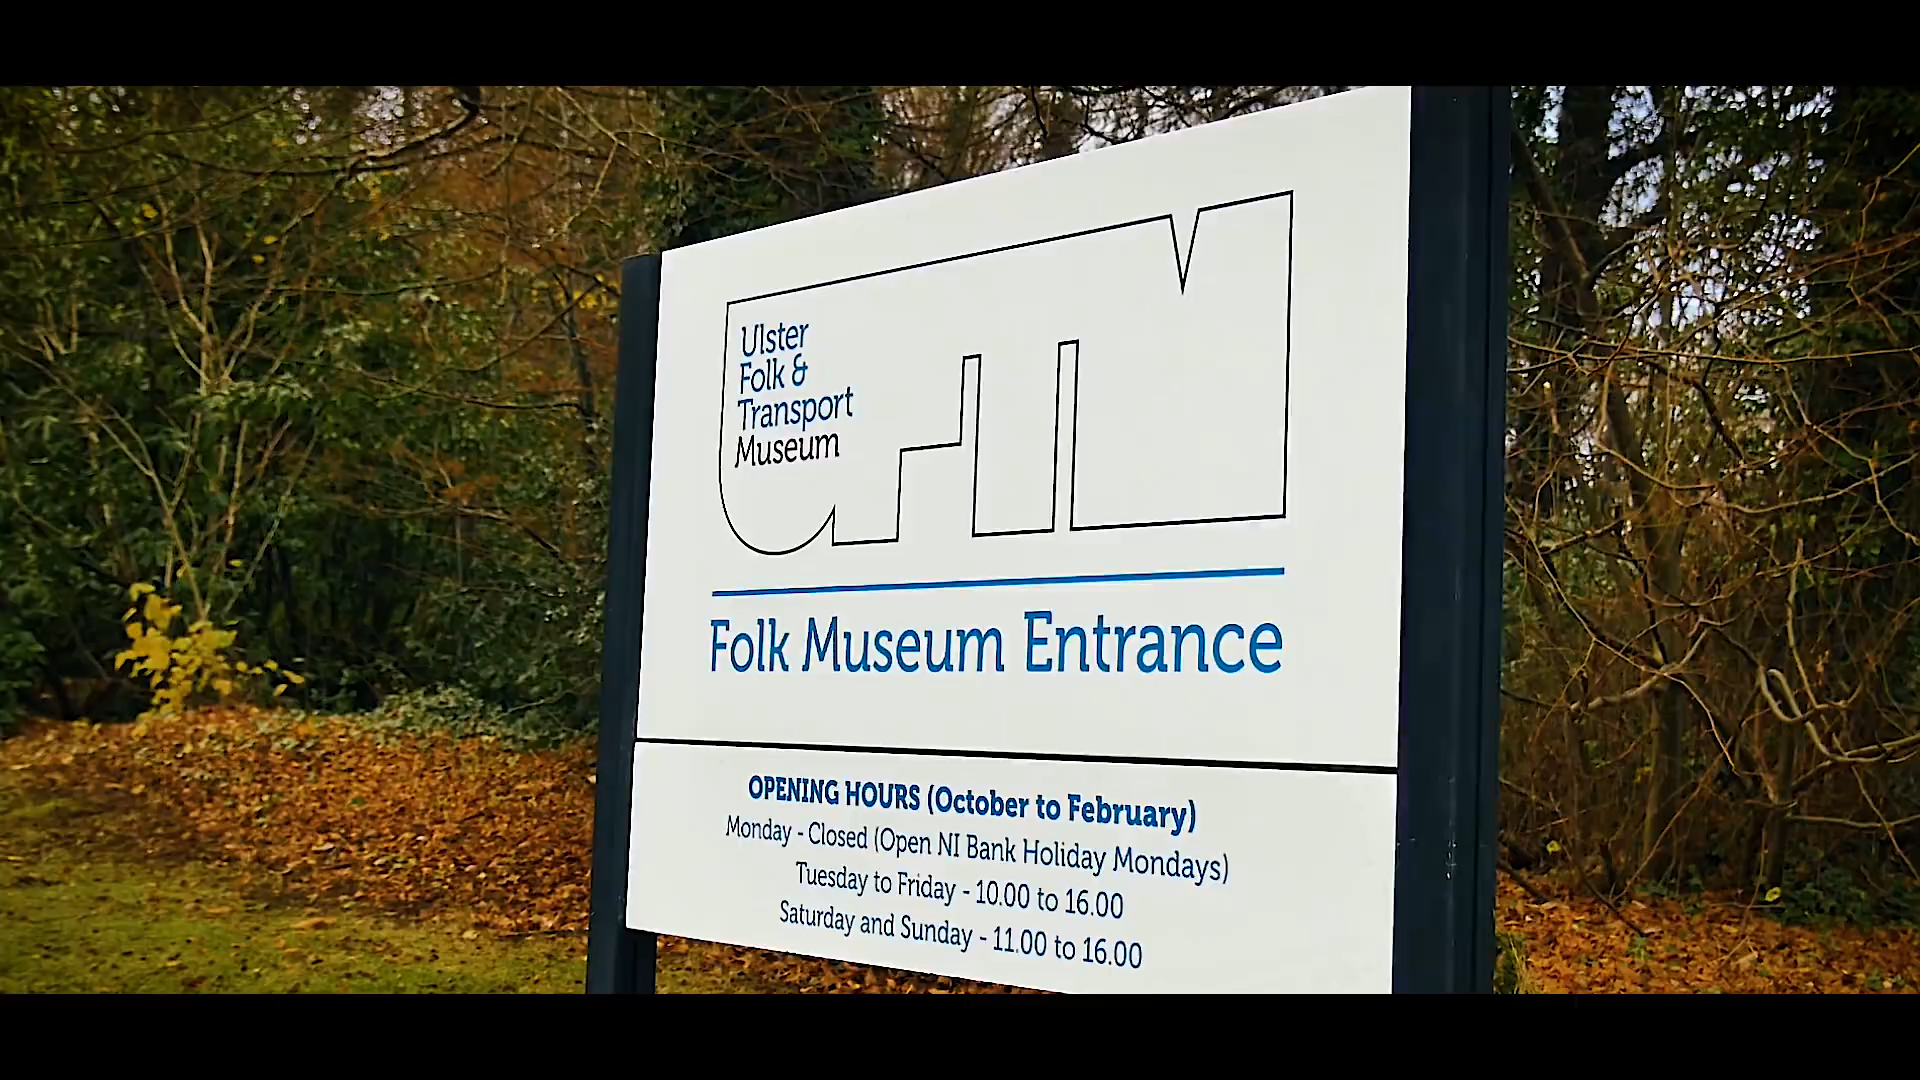 Ulster
Folk &
Transport
Museum
Folk Museum Entrance
OPENING HOURS (October to February)
Monday - Closed (Open NI Bank Holiday Mondays)
Tuesday to Friday - 10.00 to 16.00
Saturday and Sunday - 11.00 to 16.00